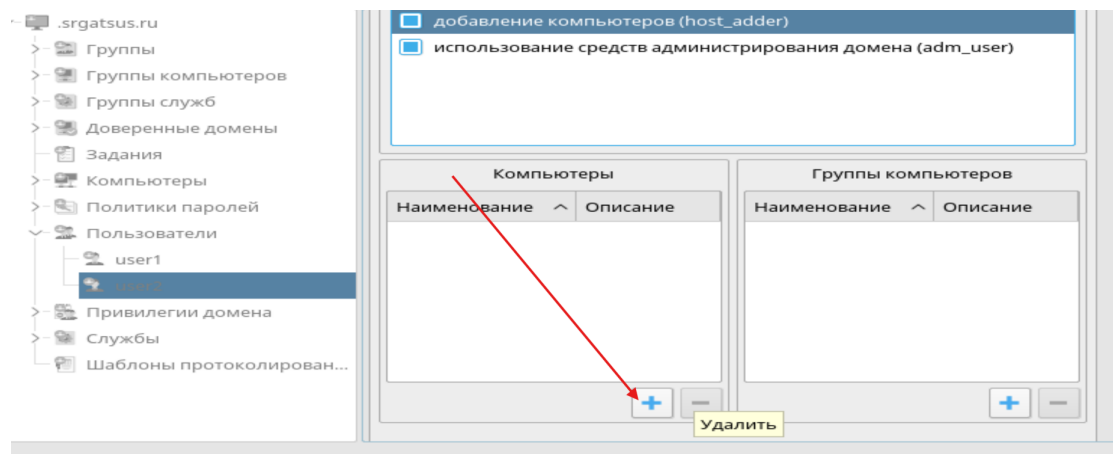 .srgatsus.ru
Группы
Группы компьютеров
Группы служб
Доверенные домены
Задания
Компьютеры
Политики паролей
Пользователи
user1
user2
Привилегии домена
Службы
Шаблоны протоколирован...
добавление компьютеров (host_adder)
использование средств администрирования домена (adm_user)
Компьютеры
Наименование Описание
Группы компьютеров
Наименование Описание
Удалить